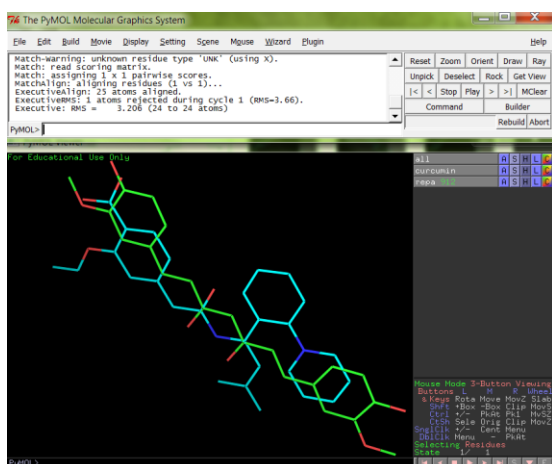 The PyMOL Molecular Graphics System
File Edit Build Movie Display Setting Scene Mouse Wizard Plugin Help
Match-Warning: unknown residue type 'UNK' (using X).
Match: read scoring matrix.
Match: assigning 1 x 1 pairwise scores.
MatchAlign: aligning residues (1 vs 1)...
ExecutiveAlign: 25 atoms aligned.
ExecutiveRMS: 1 atoms rejected during cycle 1 (RMS=3.66).
Executive: RMS = 3.206 (24 to 24 atoms)
PyMOL>
Reset Zoom Orient Draw Ray
Unpick Deselect Rock Get View
|< < Stop Play > >| MClear
Command Builder
Rebuild Abort
For Educational Use Only
all A S H L C
curcumin A S H L C
repa A S H L C
Mouse Mode 3-Button Viewing
Buttons L M R Wheel
& Keys Rota Move MovZ Slab
Shft +Box -Box Clip MovS
Ctrl +/- PkAt Pk1 MvSZ
CtSh Sele Orig Clip MovZ
SnglClk +/- Cent Menu
DblClk Menu - PkAt
Selecting Residues
State 1/ 1
PyMOL>